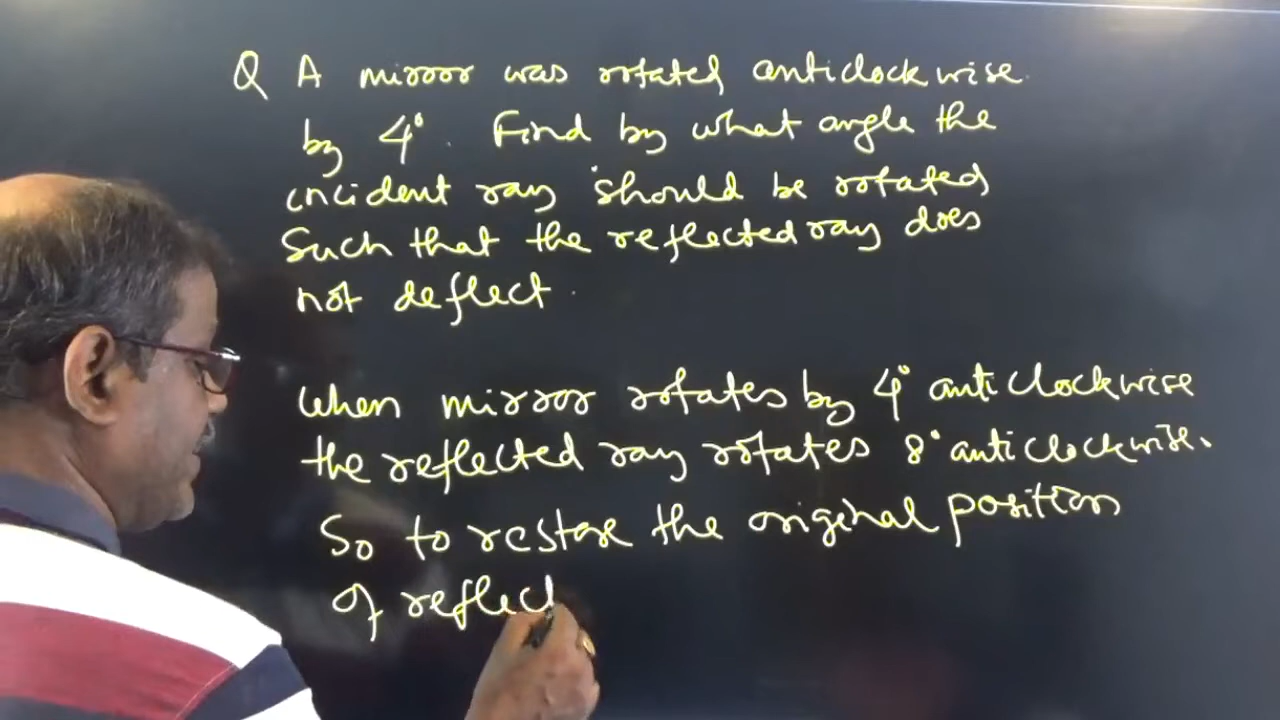 Q A mirror was rotated anticlockwise.
by 4°. Find by what angle the
incident ray should be rotated
such that the reflected ray does
not deflect.
When mirror rotates by 4° anticlockwise
the reflected ray rotates 8° anticlockwise.
So to restore the original position
of reflect